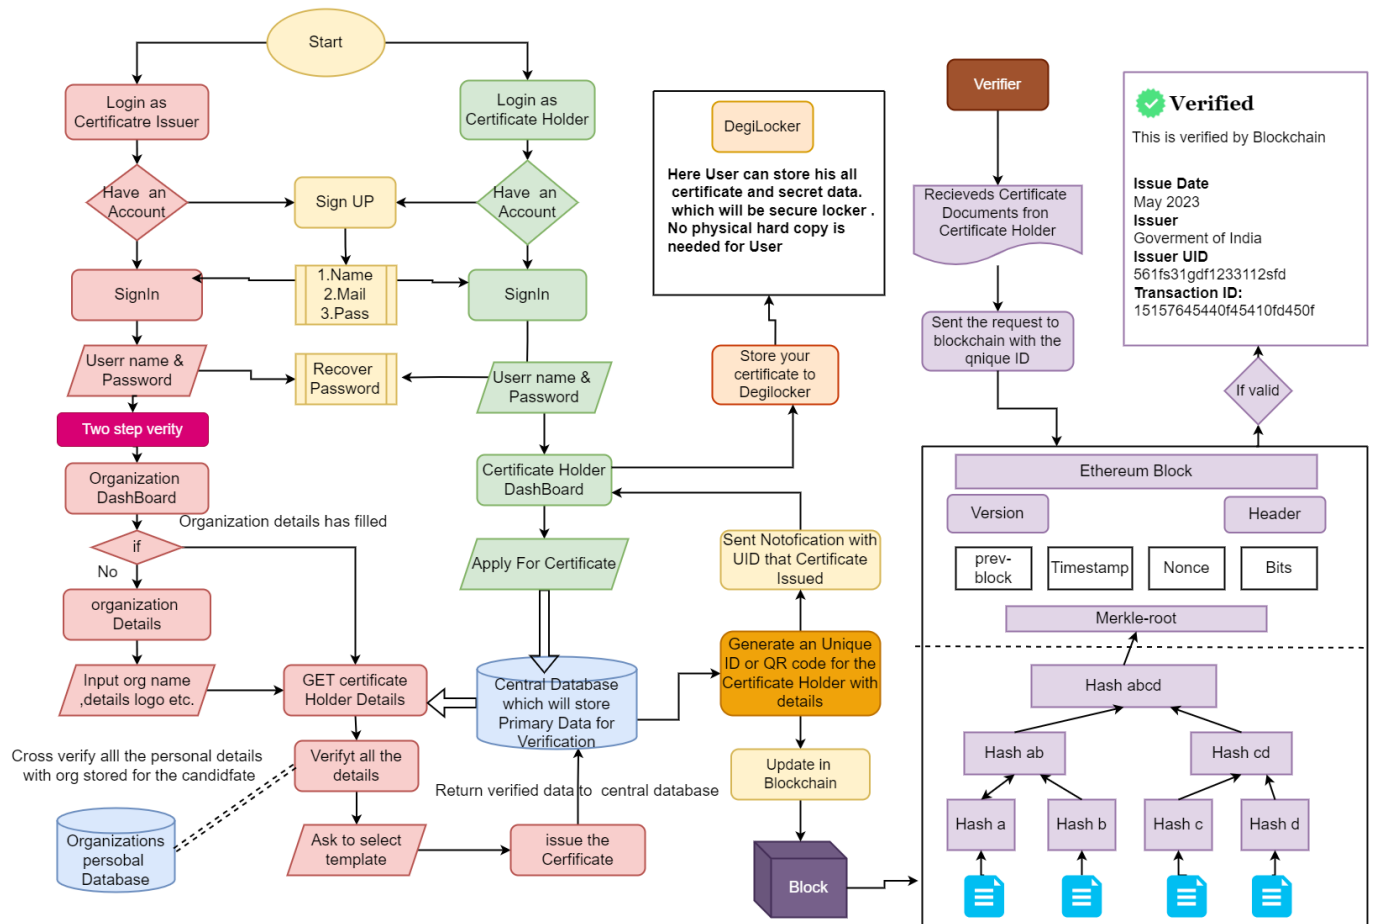 Start
Login as
Certificatre Issuer
Login as
Certificate Holder
Have an
Account
Sign UP
Have an
Account
SignIn
1.Name
2.Mail
3.Pass
SignIn
Userr name &
Password
Recover
Password
Userr name &
Password
Two step verity
Organization
DashBoard
Certificate Holder
DashBoard
Organization details has filled
if
No
Apply For Certificate
organization
Details
Input org name
,details logo etc.
GET certificate
Holder Details
Central Database
which will store
Primary Data for
Verification
Cross verify alll the personal details
with org stored for the candidfate
Verifyt all the
details
Return verified data to central database
Organizations
persobal
Database
Ask to select
template
issue the
Cerfificate
DegiLocker
Here User can store his all
certificate and secret data.
which will be secure locker .
No physical hard copy is
needed for User
Store your
certificate to
Degilocker
Sent Notofication with
UID that Certificate
Issued
Generate an Unique
ID or QR code for the
Certificate Holder with
details
Update in
Blockchain
Block
Verifier
Recieveds Certificate
Documents fron
Certificate Holder
Sent the request to
blockchain with the
qnique ID
Verified
This is verified by Blockchain
Issue Date
May 2023
Issuer
Goverment of India
Issuer UID
561fs31gdf1233112sfd
Transaction ID:
15157645440f45410fd450f
If valid
Ethereum Block
Version
Header
prev-
block
Timestamp
Nonce
Bits
Merkle-root
Hash abcd
Hash ab
Hash cd
Hash a
Hash b
Hash c
Hash d